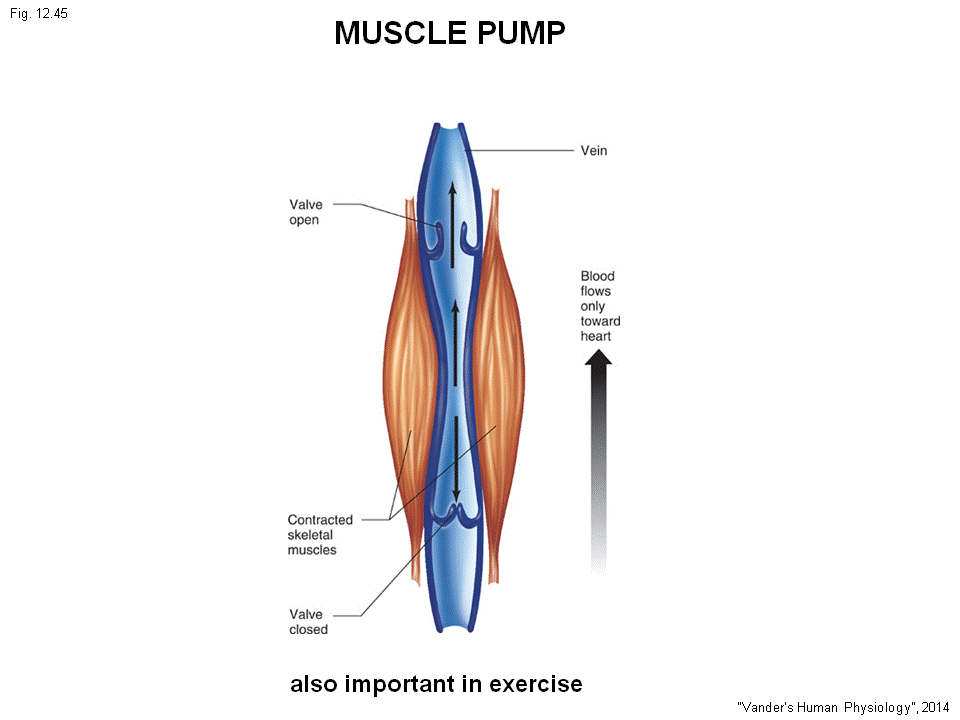 Fig. 12.45
MUSCLE PUMP
Vein
Valve
open
Blood
flows
only
toward
heart
Contracted
skeletal
muscles
Valve
closed
also important in exercise
"Vander's Human Physiology", 2014